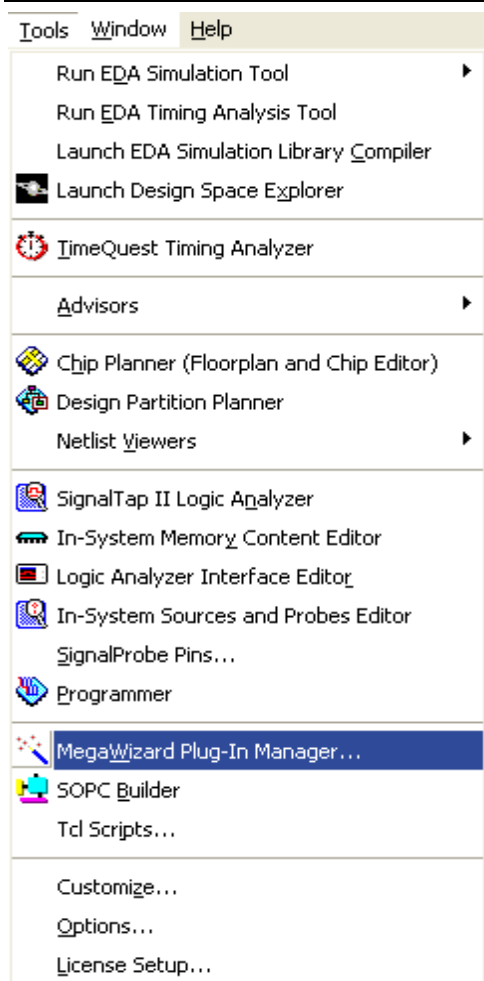 Tools Window Help
Run EDA Simulation Tool
Run EDA Timing Analysis Tool
Launch EDA Simulation Library Compiler
Launch Design Space Explorer
TimeQuest Timing Analyzer
Advisors
Chip Planner (Floorplan and Chip Editor)
Design Partition Planner
Netlist Viewers
SignalTap II Logic Analyzer
In-System Memory Content Editor
Logic Analyzer Interface Editor
In-System Sources and Probes Editor
SignalProbe Pins...
Programmer
MegaWizard Plug-In Manager...
SOPC Builder
Tcl Scripts...
Customize...
Options...
License Setup...